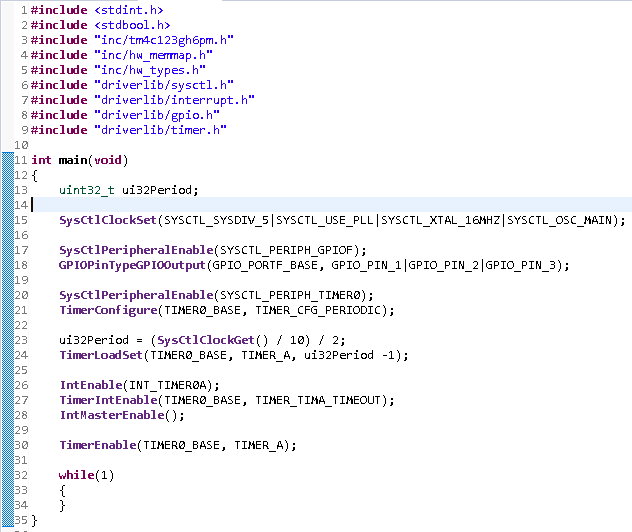 1 #include <stdint.h>
2 #include <stdbool.h>
3 #include "inc/tm4c123gh6pm.h"
4 #include "inc/hw_memmap.h"
5 #include "inc/hw_types.h"
6 #include "driverlib/sysctl.h"
7 #include "driverlib/interrupt.h"
8 #include "driverlib/gpio.h"
9 #include "driverlib/timer.h"
10
11 int main(void)
12 {
13     uint32_t ui32Period;
14
15     SysCtlClockSet(SYSCTL_SYSDIV_5|SYSCTL_USE_PLL|SYSCTL_XTAL_16MHZ|SYSCTL_OSC_MAIN);
16
17     SysCtlPeripheralEnable(SYSCTL_PERIPH_GPIOF);
18     GPIOPinTypeGPIOOutput(GPIO_PORTF_BASE, GPIO_PIN_1|GPIO_PIN_2|GPIO_PIN_3);
19
20     SysCtlPeripheralEnable(SYSCTL_PERIPH_TIMER0);
21     TimerConfigure(TIMER0_BASE, TIMER_CFG_PERIODIC);
22
23     ui32Period = (SysCtlClockGet() / 10) / 2;
24     TimerLoadSet(TIMER0_BASE, TIMER_A, ui32Period -1);
25
26     IntEnable(INT_TIMER0A);
27     TimerIntEnable(TIMER0_BASE, TIMER_TIMA_TIMEOUT);
28     IntMasterEnable();
29
30     TimerEnable(TIMER0_BASE, TIMER_A);
31
32     while(1)
33     {
34     }
35 }